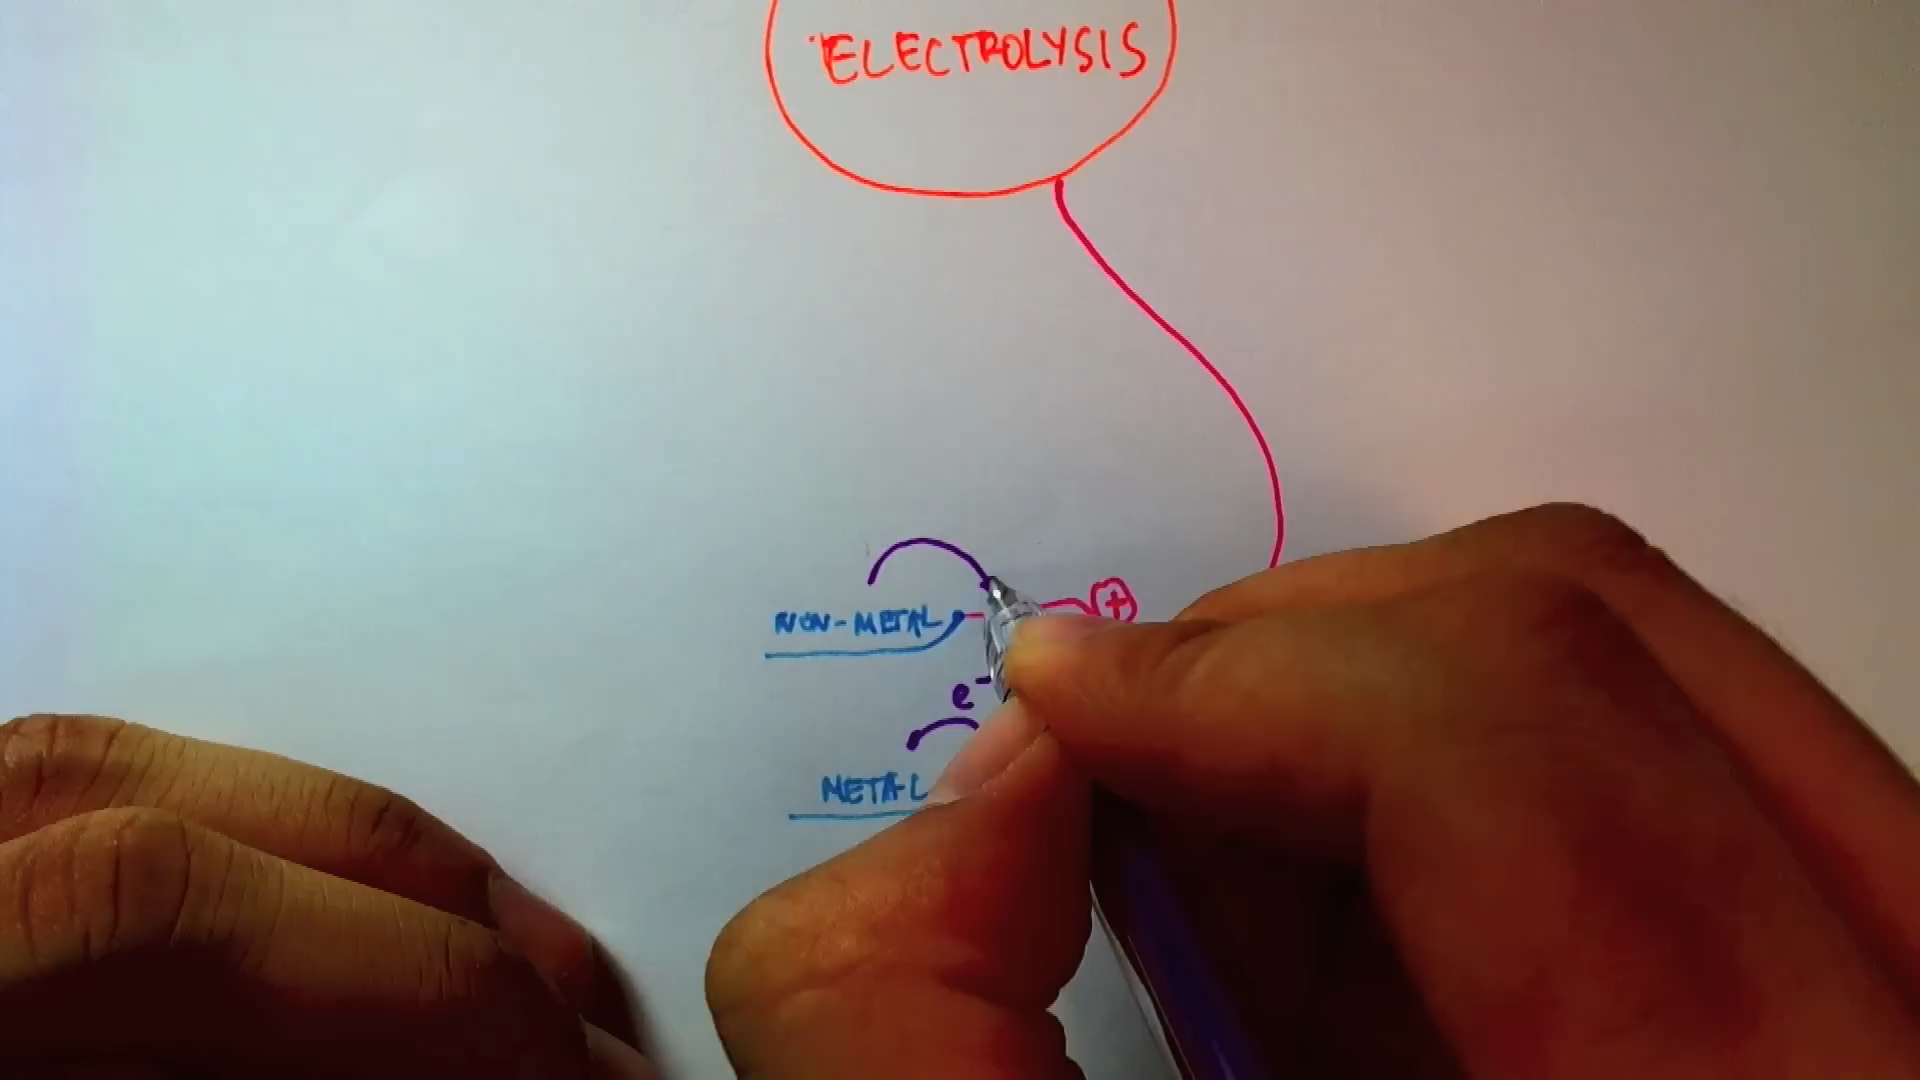 ELECTROLYSIS
+
NON-METAL
e-
METAL